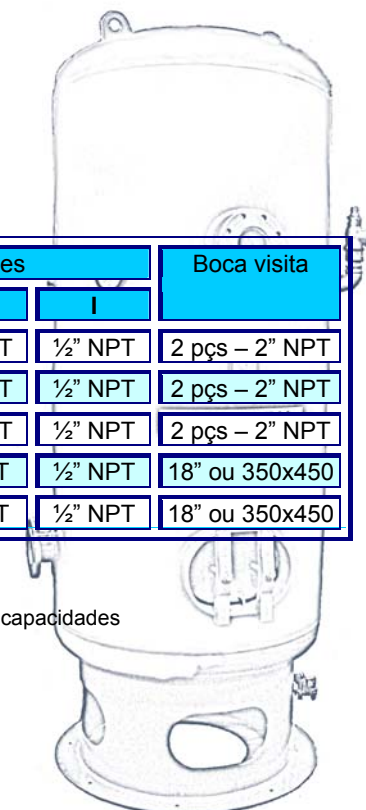 es Boca visita
I
T ½” NPT 2 pçs – 2” NPT
T ½” NPT 2 pçs – 2” NPT
T ½” NPT 2 pçs – 2” NPT
T ½” NPT 18” ou 350x450
T ½” NPT 18” ou 350x450
capacidades